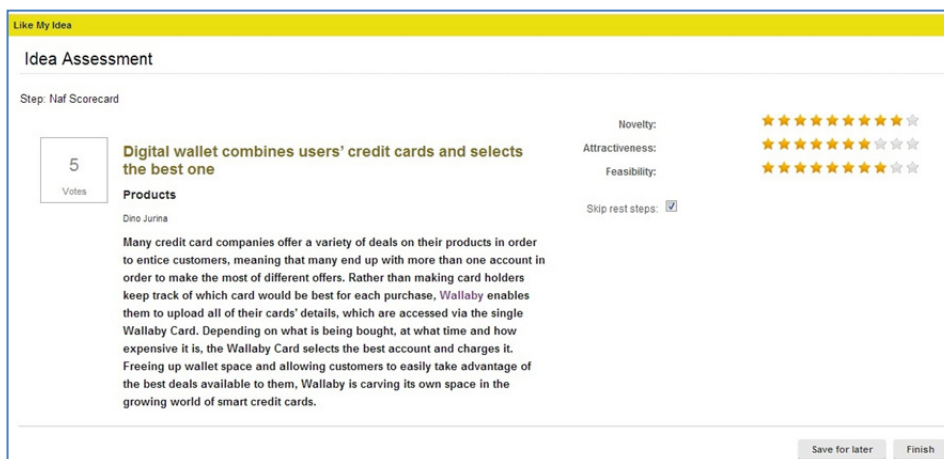 Like My Idea
Idea Assessment
Step: Naf Scorecard
5
Votes
Digital wallet combines users’ credit cards and selects
the best one
Products
Dino Jurina
Many credit card companies offer a variety of deals on their products in order
to entice customers, meaning that many end up with more than one account in
order to make the most of different offers. Rather than making card holders
keep track of which card would be best for each purchase, Wallaby enables
them to upload all of their cards’ details, which are accessed via the single
Wallaby Card. Depending on what is being bought, at what time and how
expensive it is, the Wallaby Card selects the best account and charges it.
Freeing up wallet space and allowing customers to easily take advantage of
the best deals available to them, Wallaby is carving its own space in the
growing world of smart credit cards.
Novelty:
Attractiveness:
Feasibility:
Skip rest steps:
Save for later
Finish